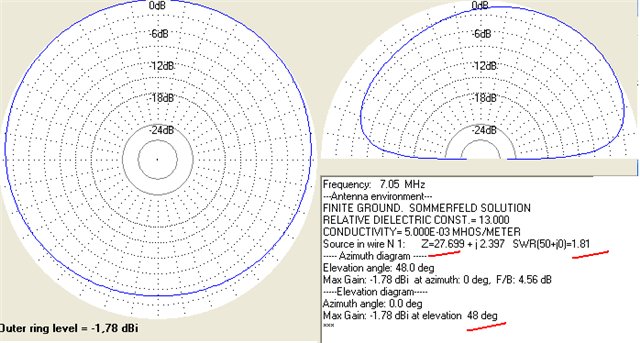 0dB
-6dB
-12dB
-18dB
-24dB
Outer ring level = -1,78 dBi
0dB
-6dB
-12dB
-18dB
-24dB
Frequency: 7.05 MHz
---Antenna environment---
FINITE GROUND. SOMMERFELD SOLUTION
RELATIVE DIELECTRIC CONST.= 13.000
CONDUCTIVITY= 5.000E-03 MHOS/METER
Source in wire N 1: Z=27.699 + j 2.397 SWR(50+j0)=1.81
----- Azimuth diagram -----
Elevation angle: 48.0 deg
Max Gain: -1.78 dBi at azimuth: 0 deg, F/B: 4.56 dB
-----Elevation diagram-----
Azimuth angle: 0.0 deg
Max Gain: -1.78 dBi at elevation 48 deg
***